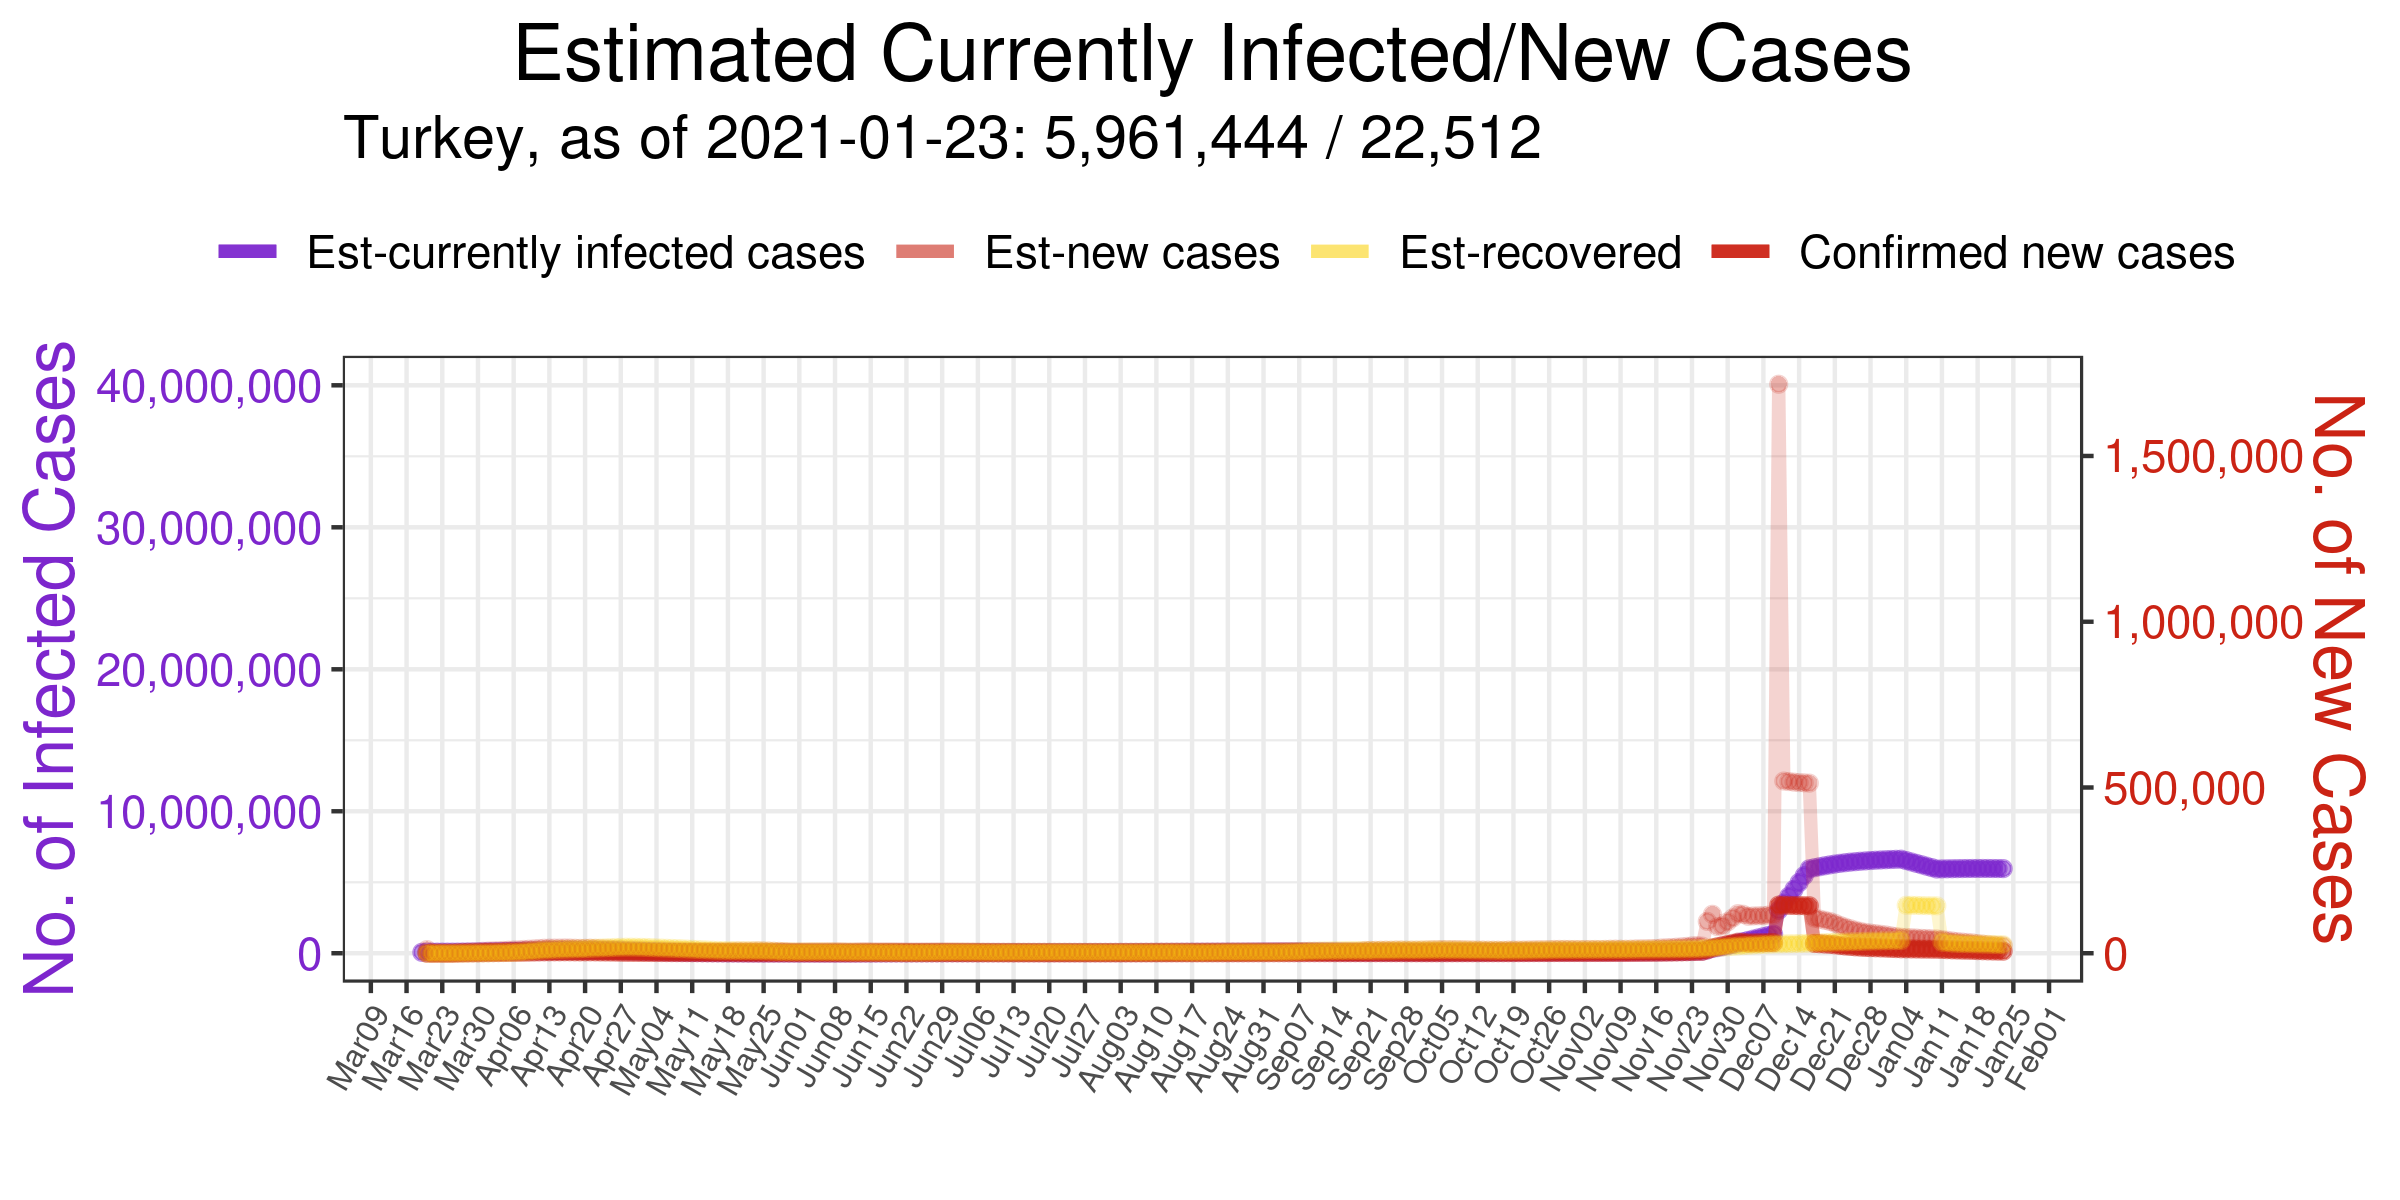 Estimated Currently Infected/New Cases
Turkey, as of 2021-01-23: 5,961,444 / 22,512
Est-currently infected cases Est-new cases Est-recovered Confirmed new cases
No. of Infected Cases
40,000,000
30,000,000
20,000,000
10,000,000
0
1,500,000
1,000,000
500,000
0
No. of New Cases
Mar09 Mar16 Mar23 Mar30 Apr06 Apr13 Apr20 Apr27 May04 May11 May18 May25 Jun01 Jun08 Jun15 Jun22 Jun29 Jul06 Jul13 Jul20 Jul27 Aug03 Aug10 Aug17 Aug24 Aug31 Sep07 Sep14 Sep21 Sep28 Oct05 Oct12 Oct19 Oct26 Nov02 Nov09 Nov16 Nov23 Nov30 Dec07 Dec14 Dec21 Dec28 Jan04 Jan11 Jan18 Jan25 Feb01